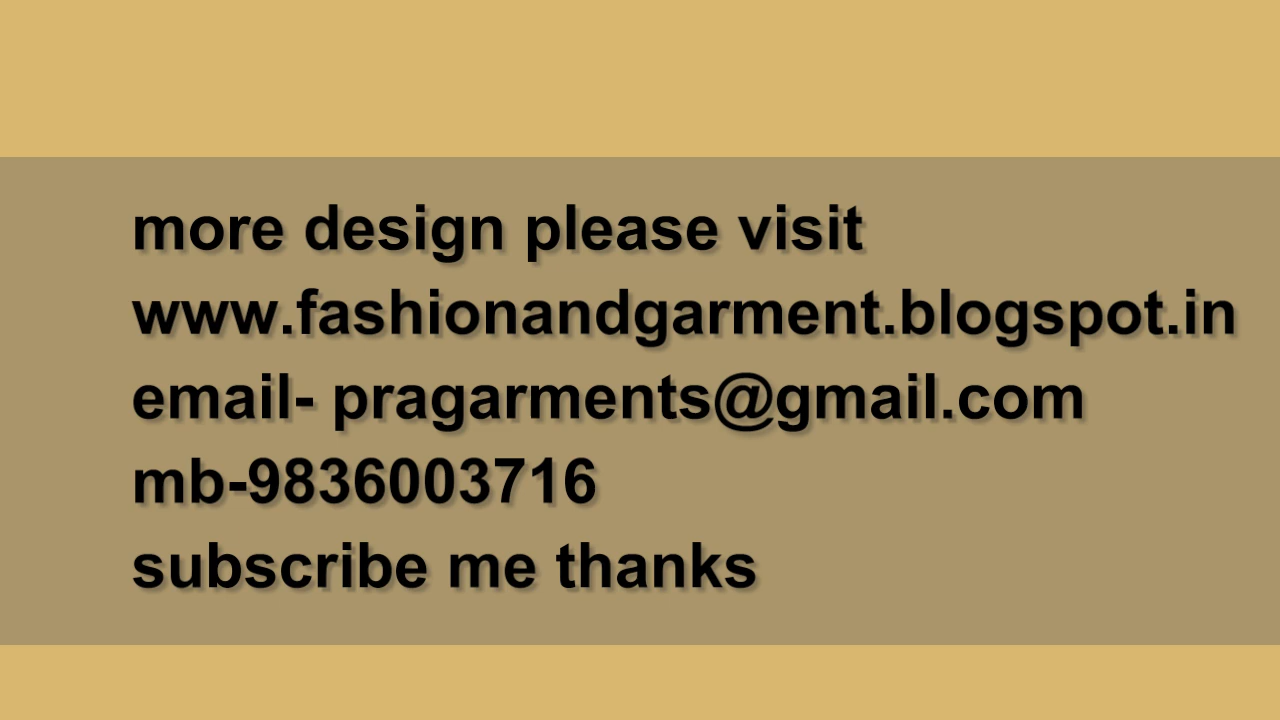 more design please visit
www.fashionandgarment.blogspot.in
email- pragarments@gmail.com
mb-9836003716
subscribe me thanks